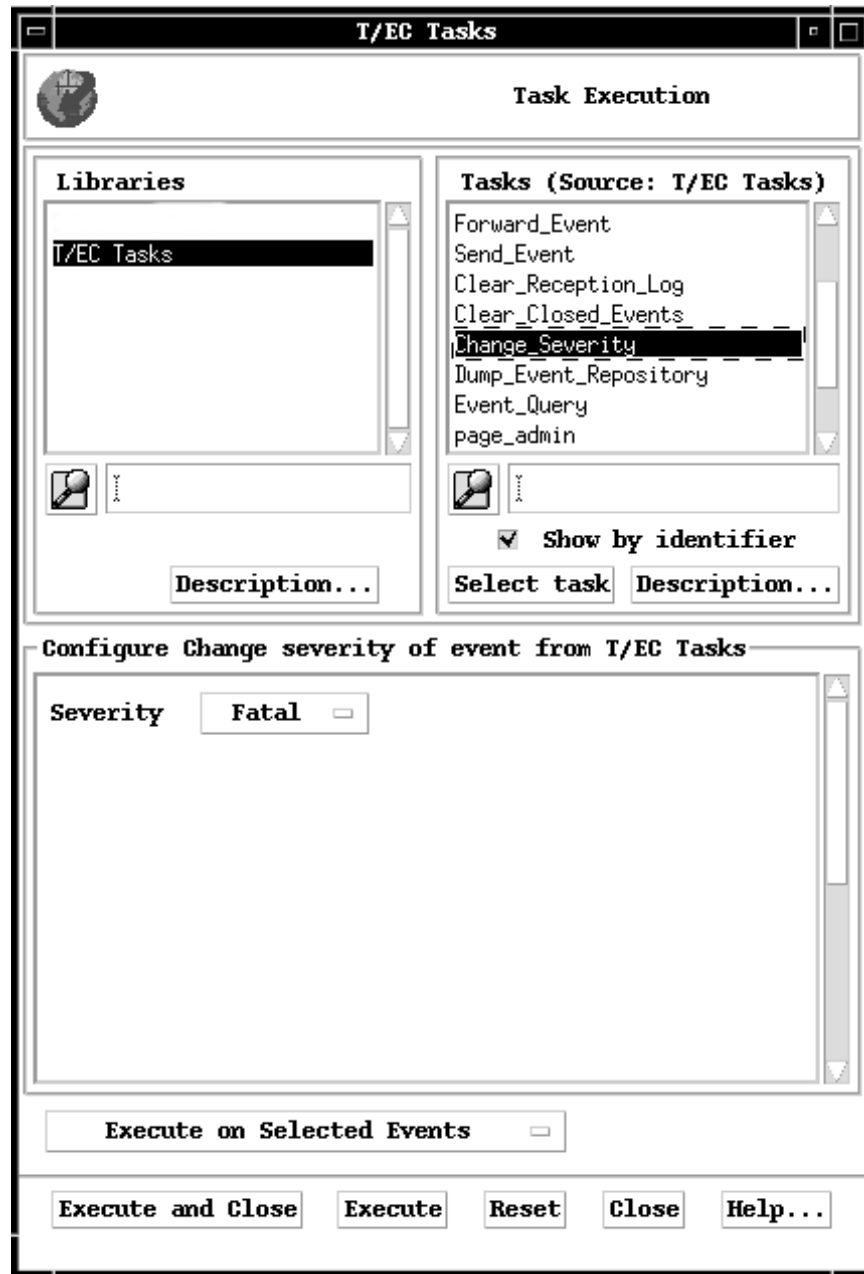 T/EC Tasks
Task Execution
Libraries
T/EC Tasks
Description...
Tasks (Source: T/EC Tasks)
Forward_Event
Send_Event
Clear_Reception_Log
Clear_Closed_Events
Change_Severity
Dump_Event_Repository
Event_Query
page_admin
Show by identifier
Select task Description...
Configure Change severity of event from T/EC Tasks
Severity Fatal
Execute on Selected Events
Execute and Close Execute Reset Close Help...